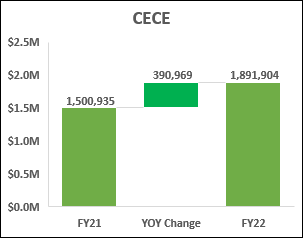 CECE
$2.5M
$2.0M
$1.5M
$1.0M
$0.5M
$0.0M
1,500,935
390,969
1,891,904
FY21
YOY Change
FY22